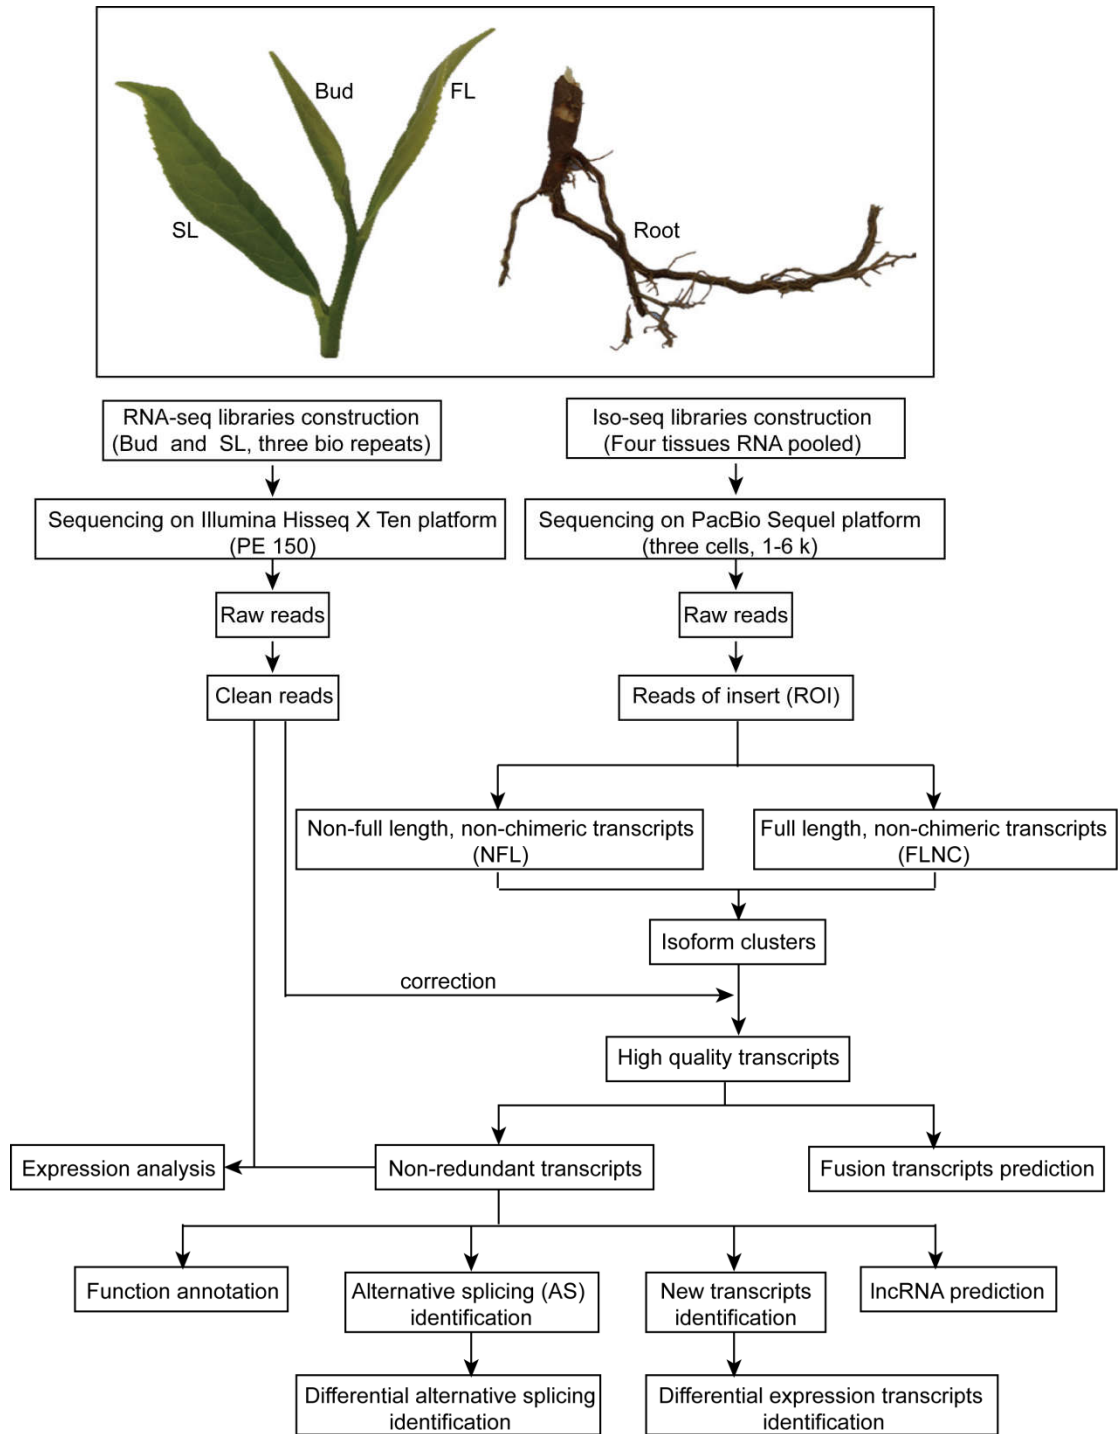 Bud
FL
SL
Root
RNA-seq libraries construction
(Bud and SL, three bio repeats)
Iso-seq libraries construction
(Four tissues RNA pooled)
Sequencing on Illumina Hisseq X Ten platform
(PE 150)
Sequencing on PacBio Sequel platform
(three cells, 1-6 k)
Raw reads
Raw reads
Clean reads
Reads of insert (ROI)
Non-full length, non-chimeric transcripts
(NFL)
Full length, non-chimeric transcripts
(FLNC)
Isoform clusters
correction
High quality transcripts
Expression analysis
Non-redundant transcripts
Fusion transcripts prediction
Function annotation
Alternative splicing (AS)
identification
New transcripts
identification
lncRNA prediction
Differential alternative splicing
identification
Differential expression transcripts
identification